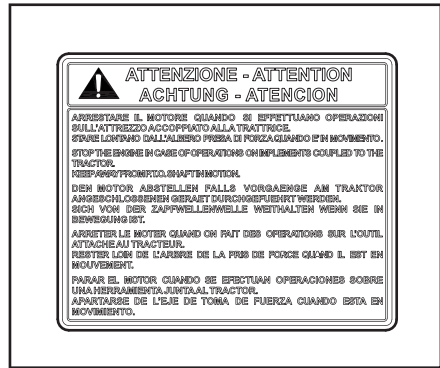 ATTENZIONE - ATTENTION
ACHTUNG - ATENCION
ARRESTARE IL MOTORE QUANDO SI EFFETTUANO OPERAZIONI
SULL'ATTREZZO ACCOPPIATO ALLA TRATTRICE.
STARE LONTANO DALL'ALBERO PRESA DI FORZA QUANDO E' IN MOVIMENTO.
STOP THE ENGINE IN CASE OF OPERATIONS ON IMPLEMENTS COUPLED TO THE
TRACTOR.
KEEP AWAY FROM P.T.O. SHAFT IN MOTION.
DEN MOTOR ABSTELLEN FALLS VORGAENGE AM TRAKTOR
ANGESCHLOSSENEN GERAET DURCHGEFUEHRT WERDEN.
SICH VON DER ZAPFWELLENWELLE WEITHALTEN WENN SIE IN
BEWEGUNG IST.
ARRETER LE MOTER QUAND ON FAIT DES OPERATIONS SUR L'OUTIL
ATTACHE AU TRACTEUR.
RESTER LOIN DE L'ARBRE DE LA PRIS DE FORCE QUAND IL EST EN
MOUVEMENT.
PARAR EL MOTOR CUANDO SE EFECTUAN OPERACIONES SOBRE
UNA HERRAMIENTA JUNTA AL TRACTOR.
APARTARSE DE L'EJE DE TOMA DE FUERZA CUANDO ESTA EN
MOVIMIENTO.